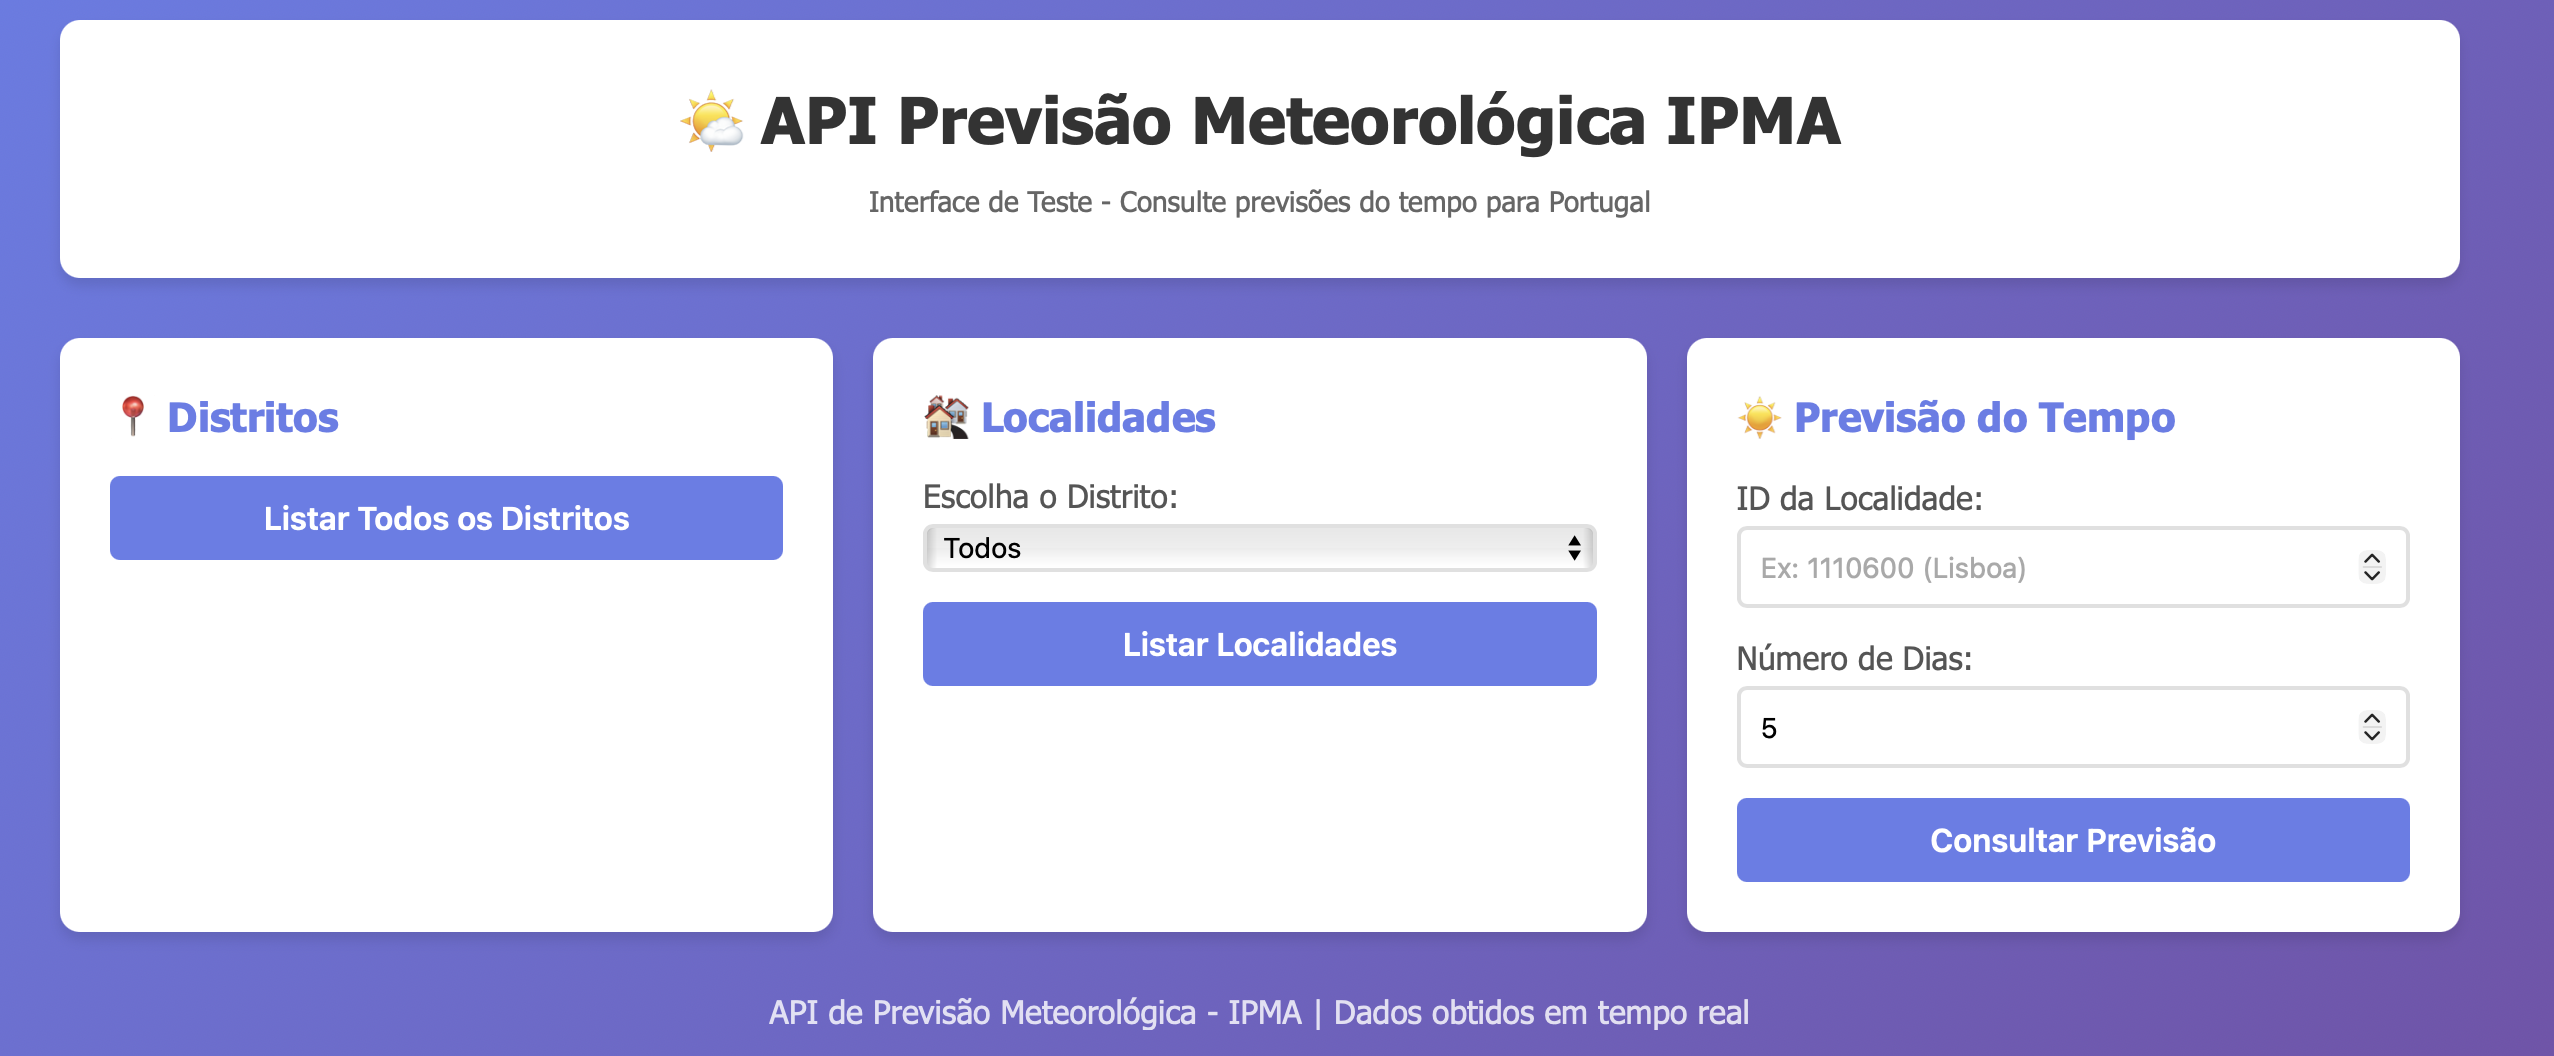 API Previsão Meteorológica IPMA
Interface de Teste - Consulte previsões do tempo para Portugal
Distritos
Listar Todos os Distritos
Localidades
Escolha o Distrito:
Todos
Listar Localidades
Previsão do Tempo
ID da Localidade:
Ex: 1110600 (Lisboa)
Número de Dias:
5
Consultar Previsão
API de Previsão Meteorológica - IPMA | Dados obtidos em tempo real